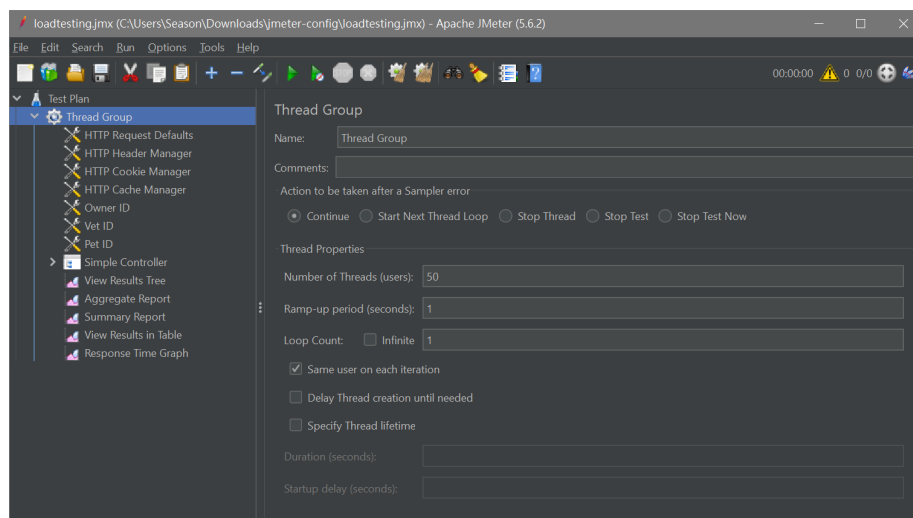 loadtesting.jmx (C:\Users\Season\Downloads\jmeter-config\loadtesting.jmx) - Apache JMeter (5.6.2)
File Edit Search Run Options Tools Help
00:00:00 0 0/0
Test Plan
Thread Group
HTTP Request Defaults
HTTP Header Manager
HTTP Cookie Manager
HTTP Cache Manager
Owner ID
Vet ID
Pet ID
Simple Controller
View Results Tree
Aggregate Report
Summary Report
View Results in Table
Response Time Graph
Thread Group
Name: Thread Group
Comments:
Action to be taken after a Sampler error
Continue Start Next Thread Loop Stop Thread Stop Test Stop Test Now
Thread Properties
Number of Threads (users): 50
Ramp-up period (seconds): 1
Loop Count: Infinite 1
Same user on each iteration
Delay Thread creation until needed
Specify Thread lifetime
Duration (seconds):
Startup delay (seconds):